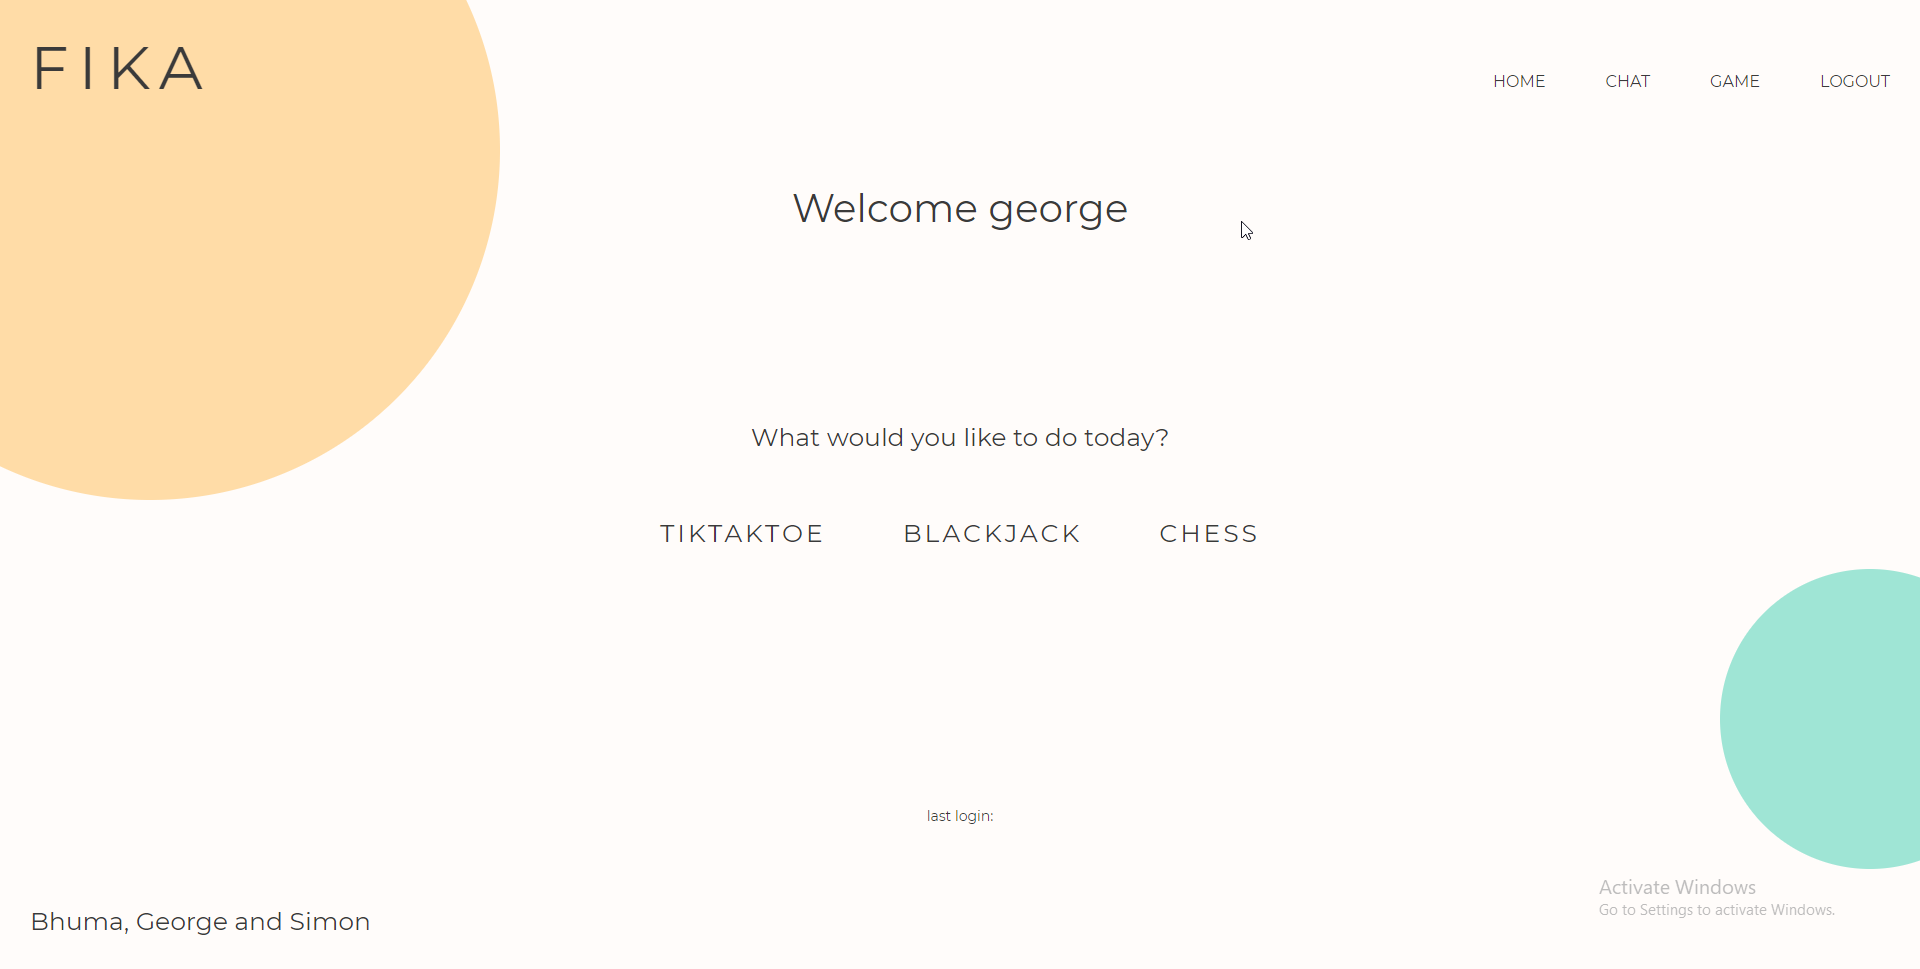 FIKA
HOME CHAT GAME LOGOUT
Welcome george
What would you like to do today?
TIKTAKTOE BLACKJACK CHESS
last login:
Activate Windows
Go to Settings to activate Windows.
Bhuma, George and Simon